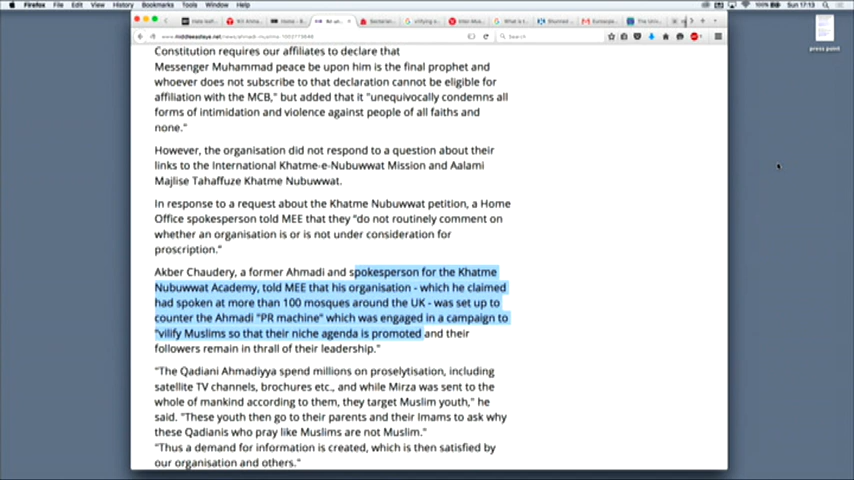 Firefox File Edit View History Bookmarks Tools Window Help
100%
Sun 17:13
Search
press point
Constitution requires our affiliates to declare that
Messenger Muhammad peace be upon him is the final prophet and
whoever does not subscribe to that declaration cannot be eligible for
affiliation with the MCB," but added that it "unequivocally condemns all
forms of intimidation and violence against people of all faiths and
none."
However, the organisation did not respond to a question about their
links to the International Khatme-e-Nubuwwat Mission and Aalami
Majlise Tahaffuze Khatme Nubuwwat.
In response to a request about the Khatme Nubuwwat petition, a Home
Office spokesperson told MEE that they "do not routinely comment on
whether an organisation is or is not under consideration for
proscription."
Akber Chaudery, a former Ahmadi and spokesperson for the Khatme
Nubuwwat Academy, told MEE that his organisation - which he claimed
had spoken at more than 100 mosques around the UK - was set up to
counter the Ahmadi "PR machine" which was engaged in a campaign to
"vilify Muslims so that their niche agenda is promoted and their
followers remain in thrall of their leadership."
"The Qadiani Ahmadiyya spend millions on proselytisation, including
satellite TV channels, brochures etc., and while Mirza was sent to the
whole of mankind according to them, they target Muslim youth," he
said. "These youth then go to their parents and their Imams to ask why
these Qadianis who pray like Muslims are not Muslim."
"Thus a demand for information is created, which is then satisfied by
our organisation and others."